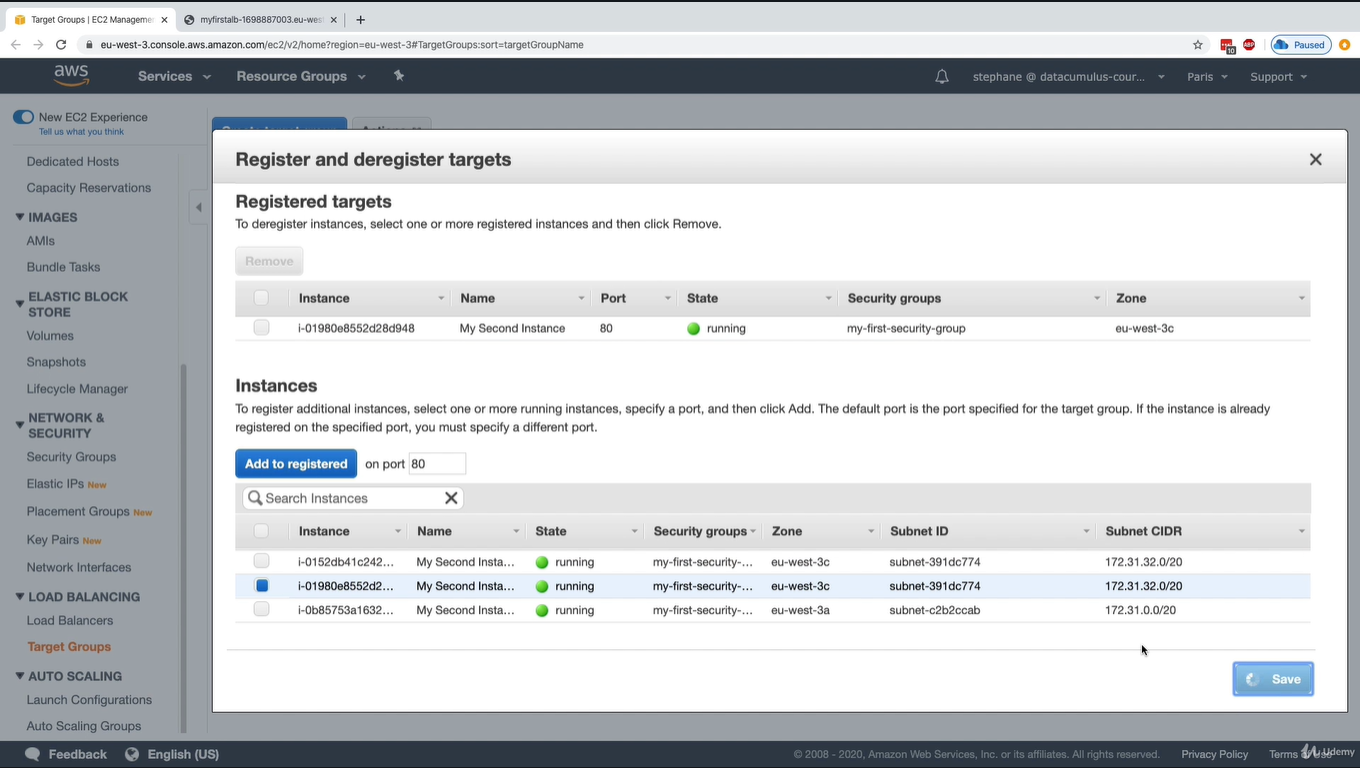 Target Groups | EC2 Manageme
myfirstalb-1698887003.eu-wes
eu-west-3.console.aws.amazon.com/ec2/v2/home?region=eu-west-3#TargetGroups:sort=targetGroupName
10
ABP
Paused
aws
Services
Resource Groups
stephane @ datacumulus-cour...
Paris
Support
New EC2 Experience
Tell us what you think
Dedicated Hosts
Capacity Reservations
IMAGES
AMIs
Bundle Tasks
ELASTIC BLOCK
STORE
Volumes
Snapshots
Lifecycle Manager
NETWORK &
SECURITY
Security Groups
Elastic IPs New
Placement Groups New
Key Pairs New
Network Interfaces
LOAD BALANCING
Load Balancers
Target Groups
AUTO SCALING
Launch Configurations
Auto Scaling Groups
Register and deregister targets
Registered targets
To deregister instances, select one or more registered instances and then click Remove.
Remove
Instance Name Port State Security groups Zone
i-01980e8552d28d948 My Second Instance 80 running my-first-security-group eu-west-3c
Instances
To register additional instances, select one or more running instances, specify a port, and then click Add. The default port is the port specified for the target group. If the instance is already
registered on the specified port, you must specify a different port.
Add to registered on port 80
Search Instances
Instance Name State Security groups Zone Subnet ID Subnet CIDR
i-0152db41c242... My Second Insta... running my-first-security-... eu-west-3c subnet-391dc774 172.31.32.0/20
i-01980e8552d2... My Second Insta... running my-first-security-... eu-west-3c subnet-391dc774 172.31.32.0/20
i-0b85753a1632... My Second Insta... running my-first-security-... eu-west-3a subnet-c2b2ccab 172.31.0.0/20
Save
Feedback
English (US)
© 2008 - 2020, Amazon Web Services, Inc. or its affiliates. All rights reserved.
Privacy Policy
Terms
Udemy